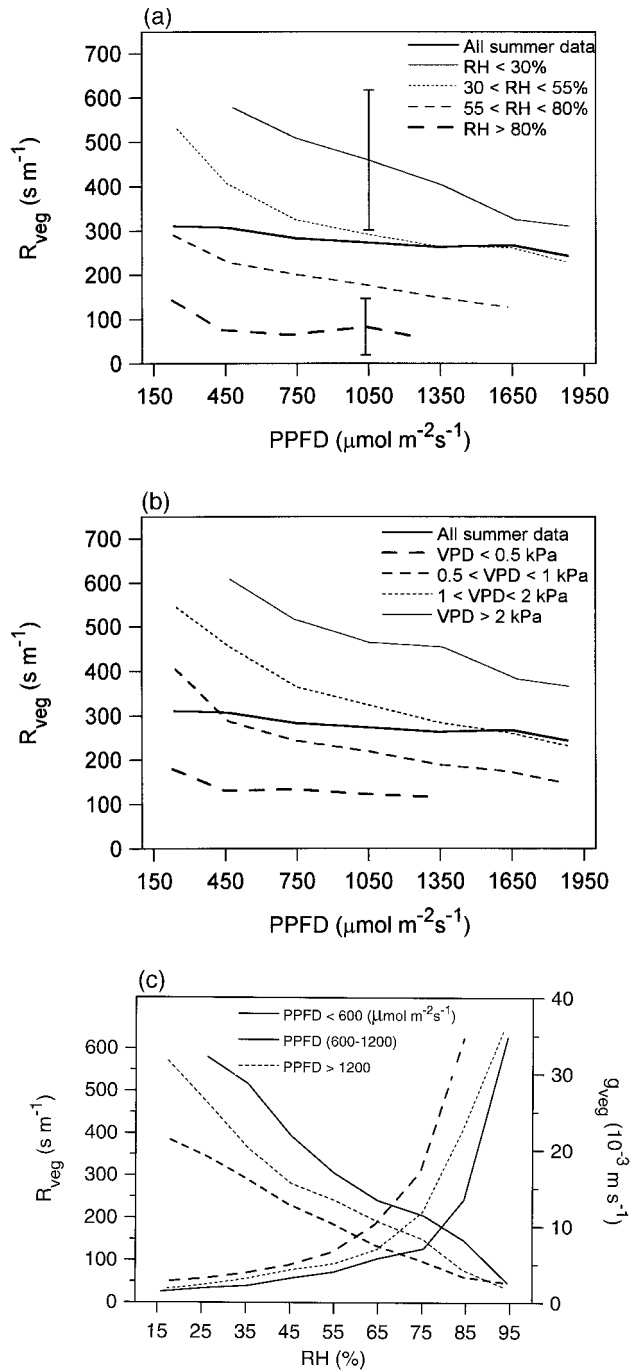 (a)
All summer data
RH < 30%
30 < RH < 55%
55 < RH < 80%
RH > 80%
700
600
500
400
300
200
100
0
R_veg (s m⁻¹)
150 450 750 1050 1350 1650 1950
PPFD (μmol m⁻²s⁻¹)
(b)
All summer data
VPD < 0.5 kPa
0.5 < VPD < 1 kPa
1 < VPD< 2 kPa
VPD > 2 kPa
700
600
500
400
300
200
100
0
R_veg (s m⁻¹)
150 450 750 1050 1350 1650 1950
PPFD (μmol m⁻²s⁻¹)
(c)
PPFD < 600 (μmol m⁻²s⁻¹)
PPFD (600-1200)
PPFD > 1200
600
500
400
300
200
100
0
R_veg (s m⁻¹)
40
30
20
10
0
g_veg (10⁻³ m s⁻¹)
15 25 35 45 55 65 75 85 95
RH (%)